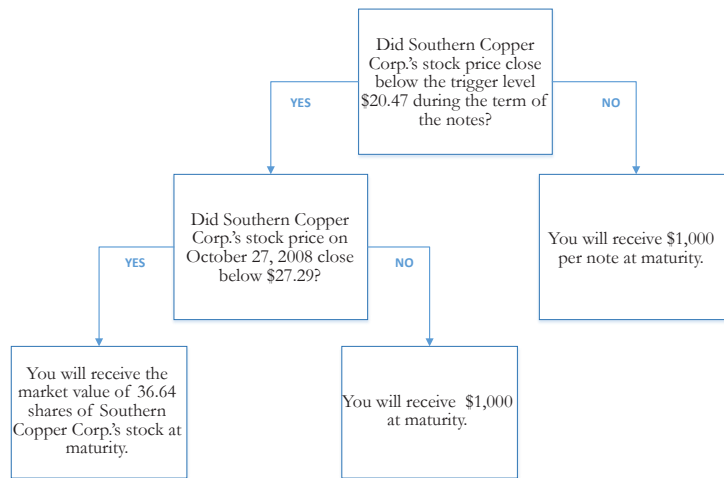 Did Southern Copper
Corp.'s stock price close
below the trigger level
$20.47 during the term of
the notes?
YES
NO
Did Southern Copper
Corp.'s stock price on
October 27, 2008 close
below $27.29?
You will receive $1,000
per note at maturity.
YES
NO
You will receive the
market value of 36.64
shares of Southern
Copper Corp.'s stock at
maturity.
You will receive $1,000
at maturity.